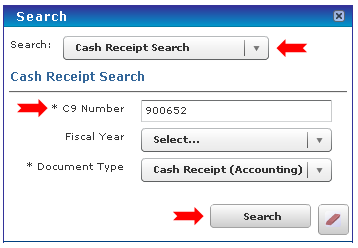 Search
Search: Cash Receipt Search
Cash Receipt Search
* C9 Number 900652
Fiscal Year Select...
* Document Type Cash Receipt (Accounting)
Search